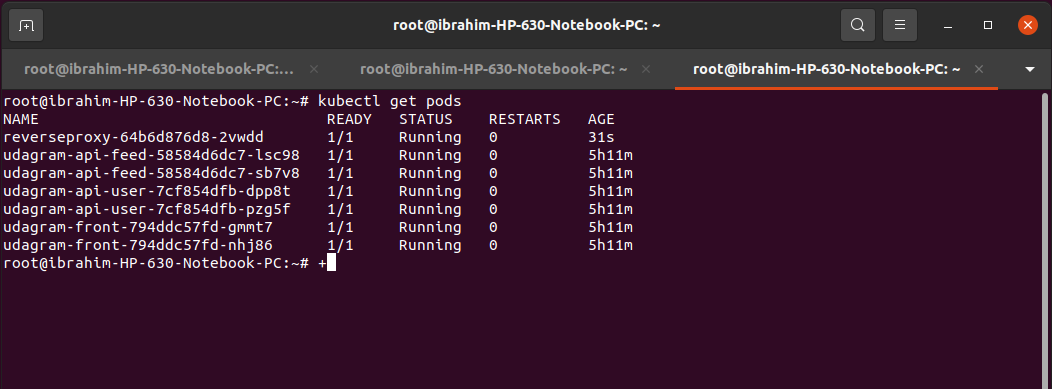 root@ibrahim-HP-630-Notebook-PC: ~
root@ibrahim-HP-630-Notebook-PC:... × root@ibrahim-HP-630-Notebook-PC: ~ × root@ibrahim-HP-630-Notebook-PC: ~ ×
root@ibrahim-HP-630-Notebook-PC:~# kubectl get pods
NAME READY STATUS RESTARTS AGE
reverseproxy-64b6d876d8-2vwdd 1/1 Running 0 31s
udagram-api-feed-58584d6dc7-lsc98 1/1 Running 0 5h11m
udagram-api-feed-58584d6dc7-sb7v8 1/1 Running 0 5h11m
udagram-api-user-7cf854dfb-dpp8t 1/1 Running 0 5h11m
udagram-api-user-7cf854dfb-pzg5f 1/1 Running 0 5h11m
udagram-front-794ddc57fd-gmmt7 1/1 Running 0 5h11m
udagram-front-794ddc57fd-nhj86 1/1 Running 0 5h11m
root@ibrahim-HP-630-Notebook-PC:~# +